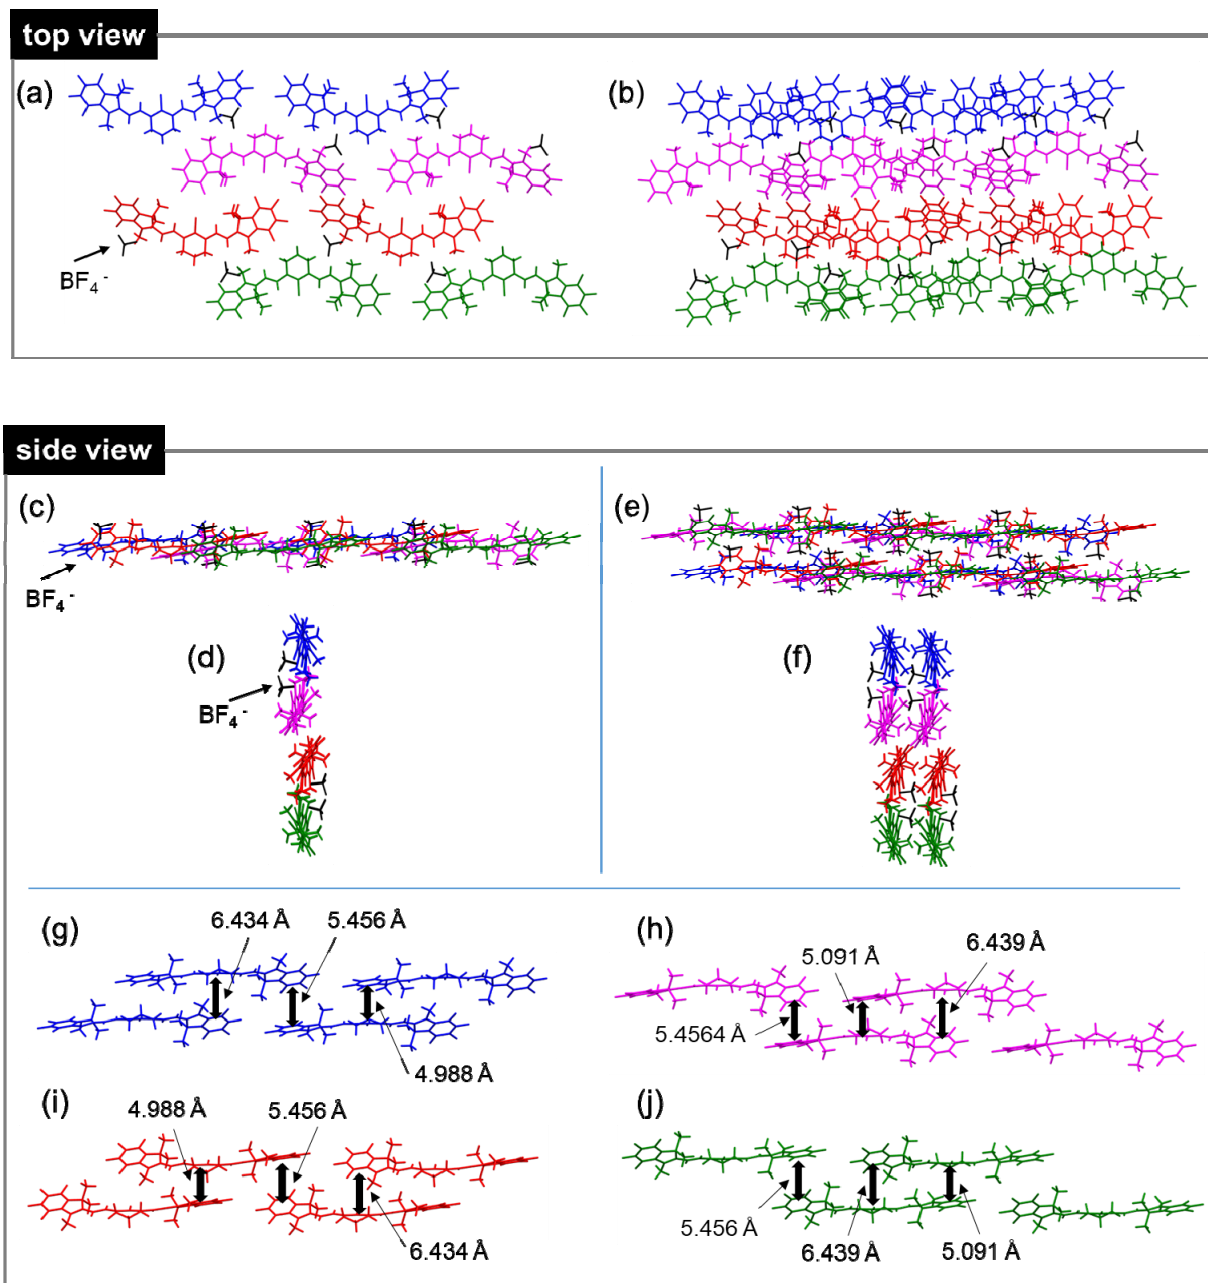 top view
(a)
(b)
BF4 -
side view
(c)
(e)
BF4 -
(d)
(f)
BF4 -
(g)
6.434 Å
5.456 Å
4.988 Å
(h)
5.091 Å
6.439 Å
5.4564 Å
(i)
4.988 Å
5.456 Å
6.434 Å
(j)
5.456 Å
6.439 Å
5.091 Å